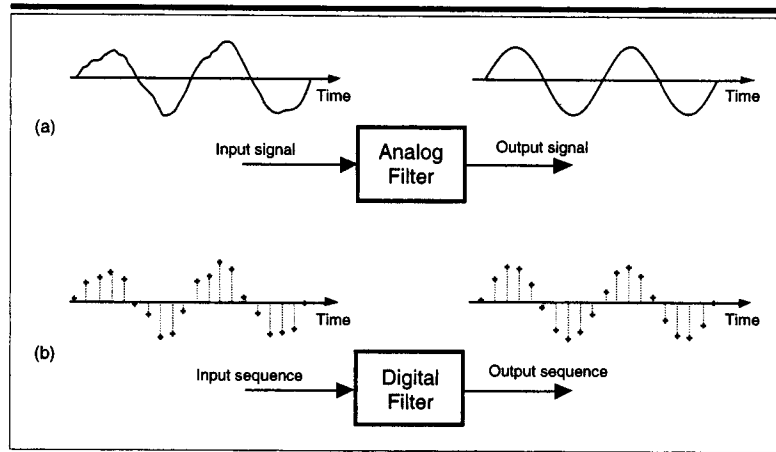 Time
Time
(a)
Input signal
Analog
Filter
Output signal
Time
Time
(b)
Input sequence
Digital
Filter
Output sequence